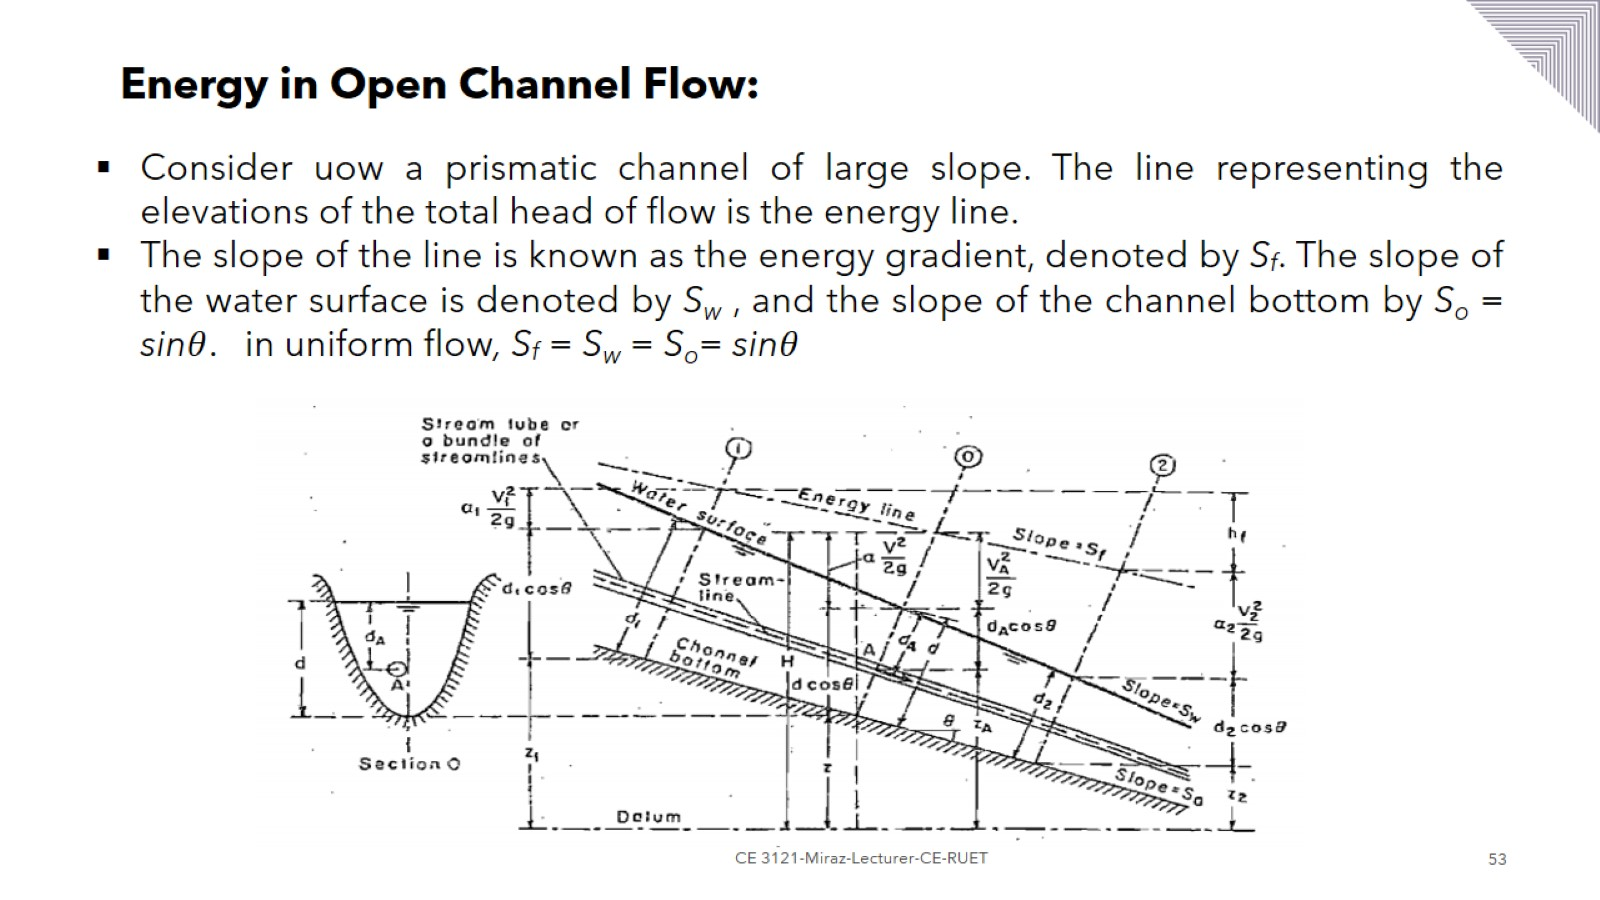 Energy in Open Channel Flow:
▪ Consider uow a prismatic channel of large slope. The line representing the
elevations of the total head of flow is the energy line.
▪ The slope of the line is known as the energy gradient, denoted by Sf. The slope of
the water surface is denoted by Sw , and the slope of the channel bottom by So =
sinθ. in uniform flow, Sf = Sw = So= sinθ
Stream tube or
a bundle of
streamlines
α₁ V₁²/2g
d₁cosθ
z₁
d
dA
A
Section O
1
0
2
Water surface
Energy line
Slope=Sf
Stream-
line
Channel
bottom
d₁
H
α V²/2g
d cosθ
z
A
dA
d
VA²/2g
dAcosθ
θ
zA
d₂
Slope=Sw
Slope=So
hf
α₂ V₂²/2g
d₂cosθ
z₂
Datum
CE 3121-Miraz-Lecturer-CE-RUET
53